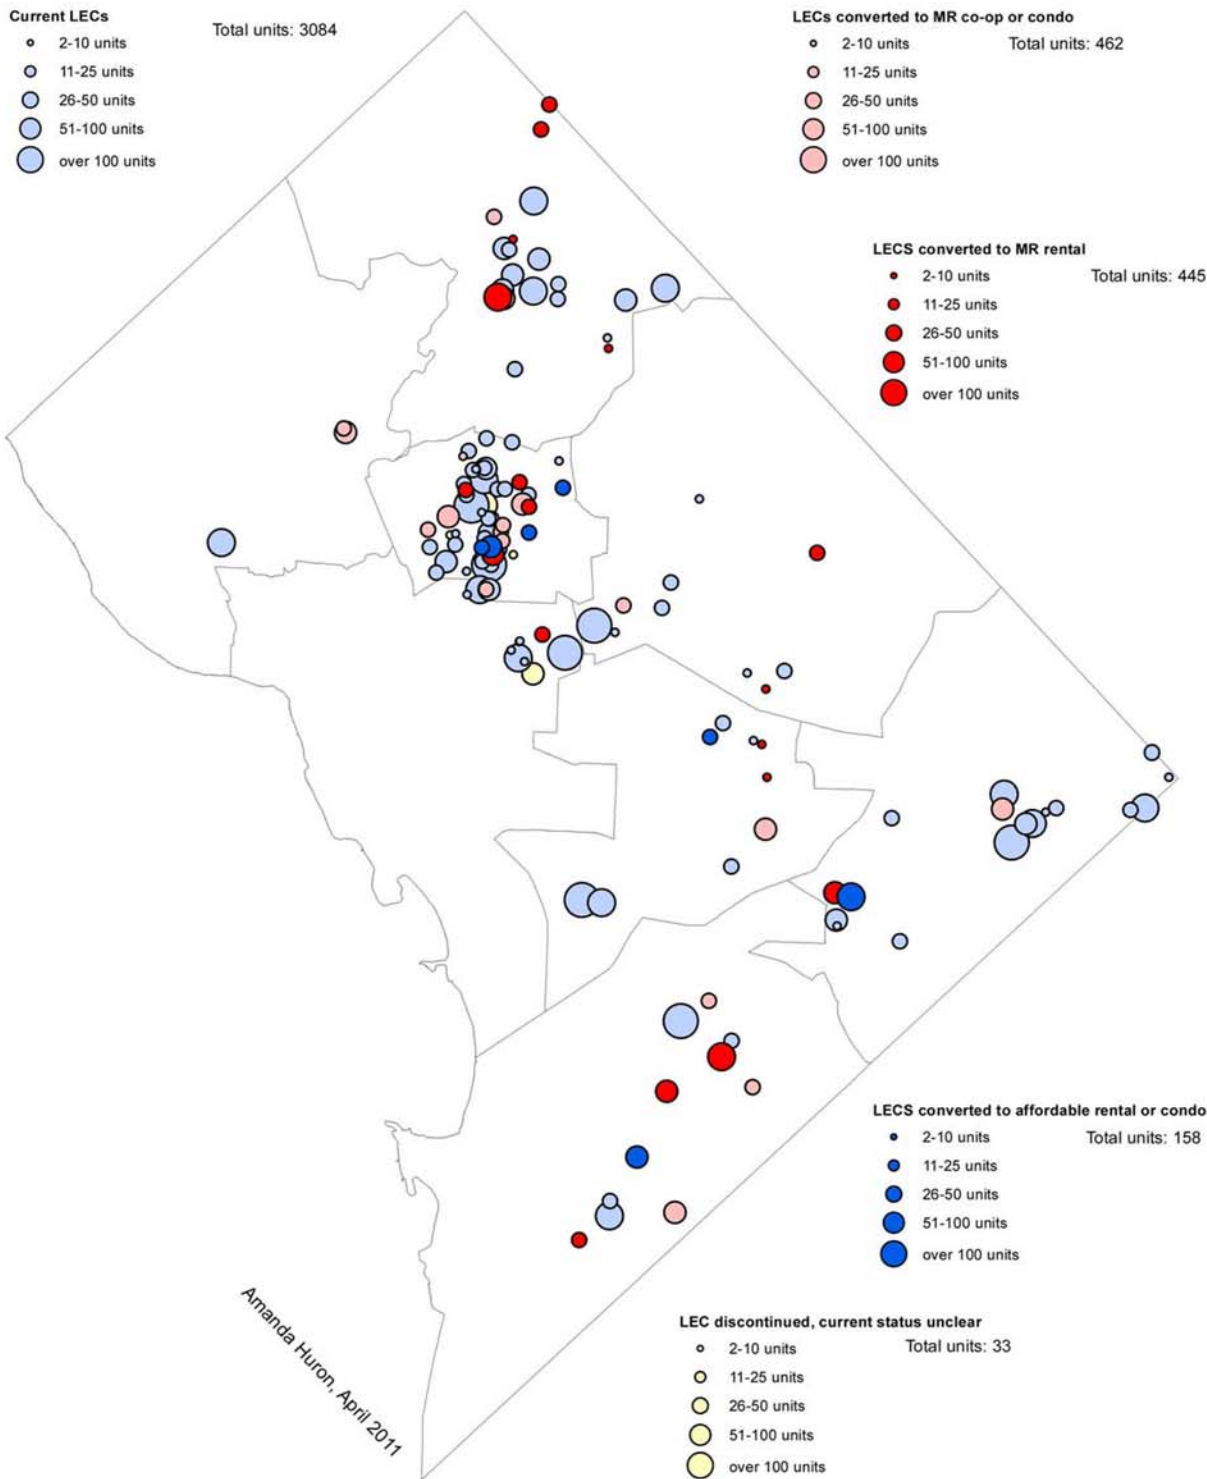 Current LECs
Total units: 3084
2-10 units
11-25 units
26-50 units
51-100 units
over 100 units
LECs converted to MR co-op or condo
2-10 units
Total units: 462
11-25 units
26-50 units
51-100 units
over 100 units
LECS converted to MR rental
2-10 units
Total units: 445
11-25 units
26-50 units
51-100 units
over 100 units
LECS converted to affordable rental or condo
2-10 units
Total units: 158
11-25 units
26-50 units
51-100 units
over 100 units
LEC discontinued, current status unclear
2-10 units
Total units: 33
11-25 units
26-50 units
51-100 units
over 100 units
Amanda Huron, April 2011